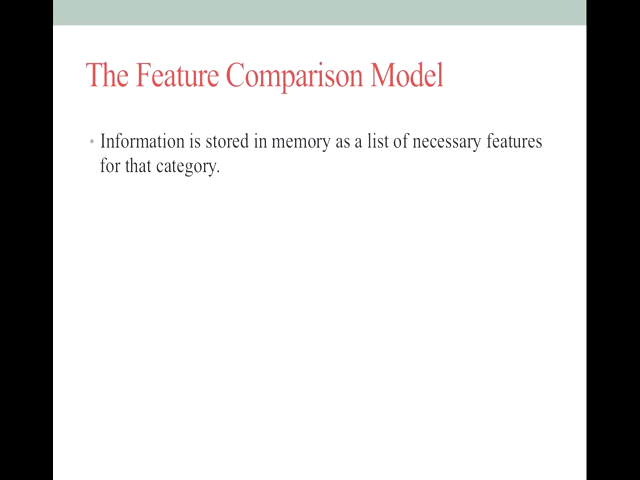 The Feature Comparison Model
• Information is stored in memory as a list of necessary features
for that category.